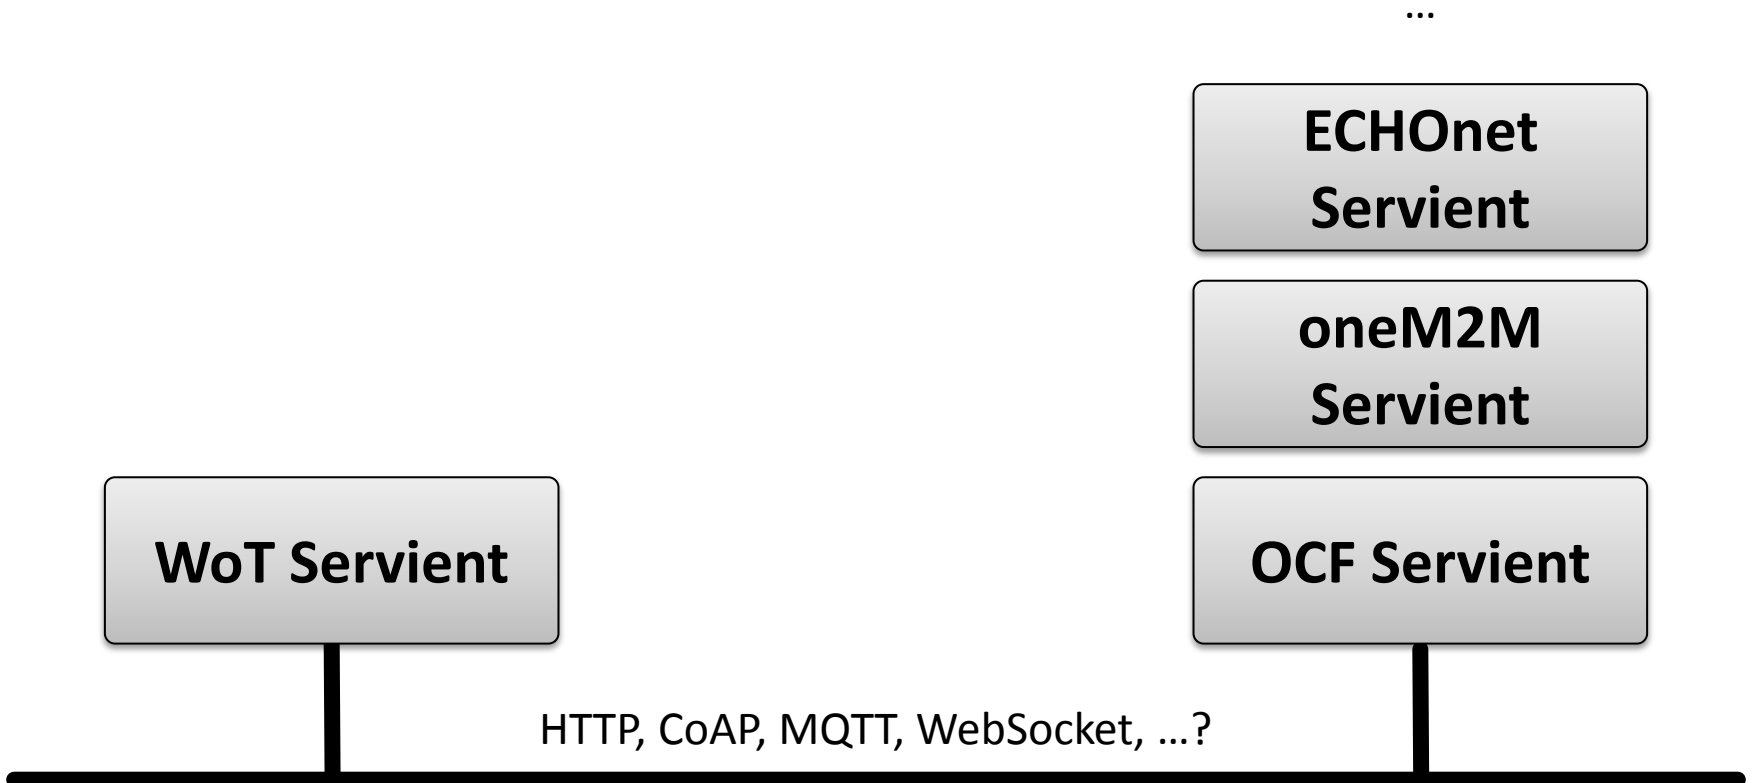 …
ECHOnet
Servient
oneM2M
Servient
WoT Servient
OCF Servient
HTTP, CoAP, MQTT, WebSocket, …?